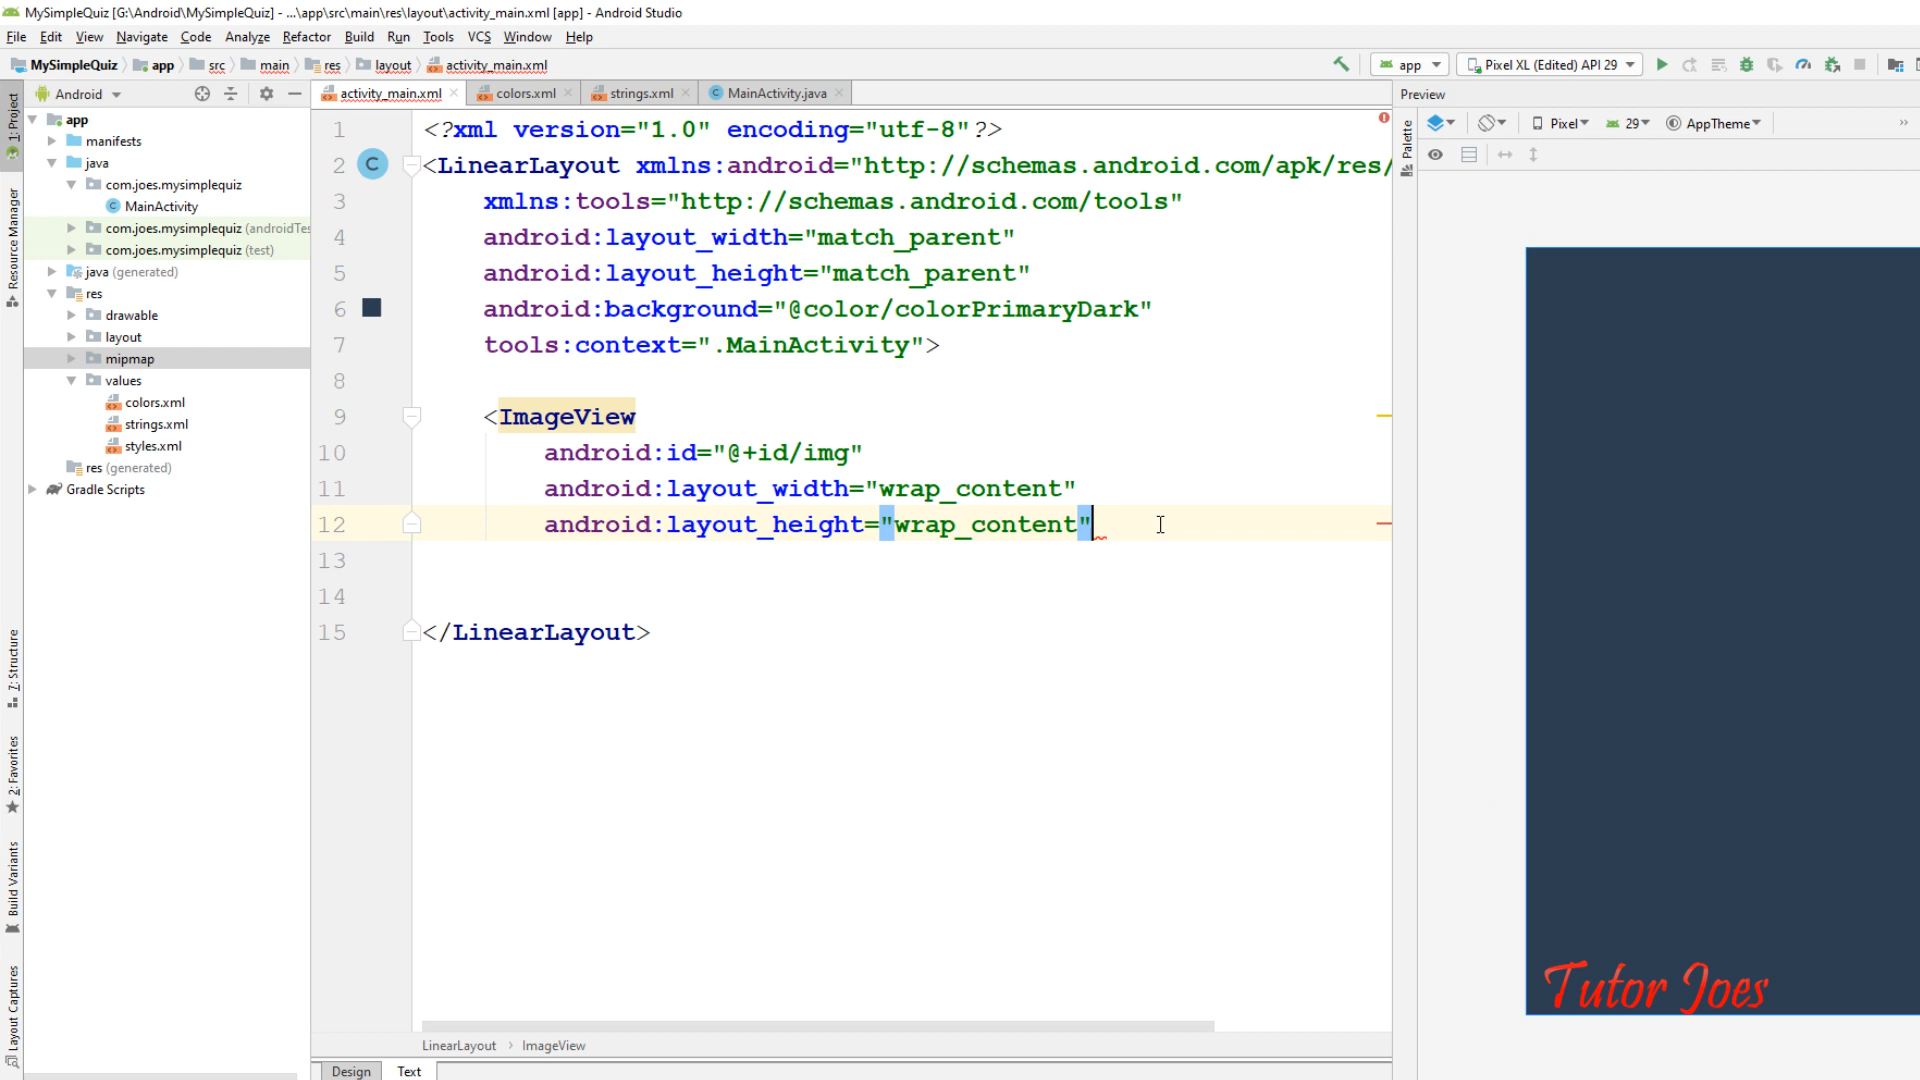 MySimpleQuiz [G:\Android\MySimpleQuiz] - ...\app\src\main\res\layout\activity_main.xml [app] - Android Studio
File Edit View Navigate Code Analyze Refactor Build Run Tools VCS Window Help
MySimpleQuiz app src main res layout activity_main.xml app Pixel XL (Edited) API 29
Android activity_main.xml colors.xml strings.xml MainActivity.java Preview
1: Project
Resource Manager
7: Structure
2: Favorites
Build Variants
Layout Captures
app
manifests
java
com.joes.mysimplequiz
MainActivity
com.joes.mysimplequiz (androidTes
com.joes.mysimplequiz (test)
java (generated)
res
drawable
layout
mipmap
values
colors.xml
strings.xml
styles.xml
res (generated)
Gradle Scripts
1 <?xml version="1.0" encoding="utf-8"?>
2 C <LinearLayout xmlns:android="http://schemas.android.com/apk/res/
3 xmlns:tools="http://schemas.android.com/tools"
4 android:layout_width="match_parent"
5 android:layout_height="match_parent"
6 android:background="@color/colorPrimaryDark"
7 tools:context=".MainActivity">
8
9 <ImageView
10 android:id="@+id/img"
11 android:layout_width="wrap_content"
12 android:layout_height="wrap_content"
13
14
15 </LinearLayout>
LinearLayout › ImageView
Design Text
Palette
Pixel 29 AppTheme
Tutor Joes